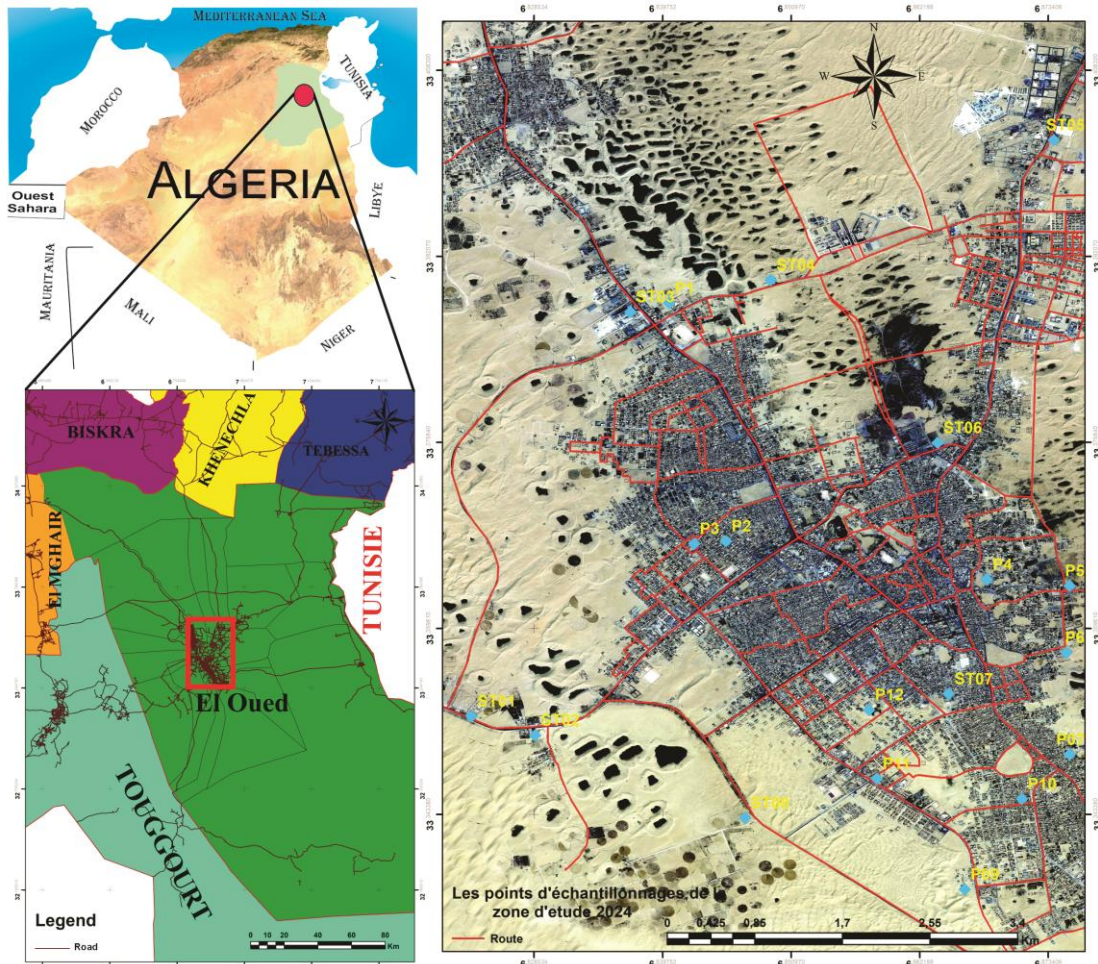 MEDITERRANEAN SEA
MOROCCO
TUNISIA
ALGERIA
LIBYE
Ouest
Sahara
MAURITANIA
MALI
NIGER
BISKRA
KHENECHLA
TEBESSA
El MGHAIR
TUNISIE
El Oued
TOUGGOURT
Legend
Road
0 10 20 40 60 80
Km
N
W E
S
ST05
ST04
ST03 P1
ST06
P3 P2
P4 P5
P6
ST07
P12
ST01
ST02
P11
P10
ST08
Les points d'échantillonnages de la
zone d'etude 2024
Route
0 0,425 0,85 1,7 2,55 3,4
Km